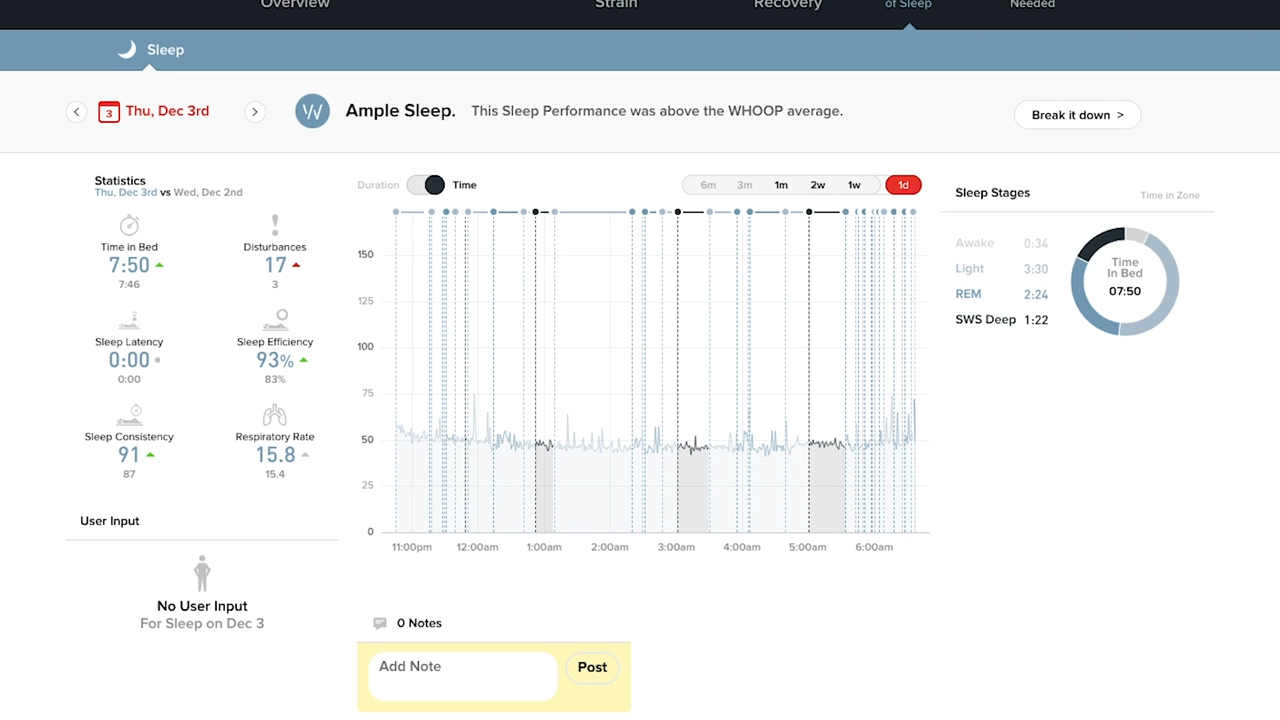 Overview Strain Recovery of Sleep Needed
Sleep
3 Thu, Dec 3rd W Ample Sleep. This Sleep Performance was above the WHOOP average. Break it down >
Statistics
Thu, Dec 3rd vs Wed, Dec 2nd
Time in Bed
7:50
7:46
Disturbances
17
3
Sleep Latency
0:00
0:00
Sleep Efficiency
93%
83%
Sleep Consistency
91
87
Respiratory Rate
15.8
15.4
User Input
No User Input
For Sleep on Dec 3
Duration Time 6m 3m 1m 2w 1w 1d
150
125
100
75
50
25
0
11:00pm 12:00am 1:00am 2:00am 3:00am 4:00am 5:00am 6:00am
0 Notes
Add Note Post
Sleep Stages Time in Zone
Awake 0:34
Light 3:30
REM 2:24
SWS Deep 1:22
Time
In Bed
07:50